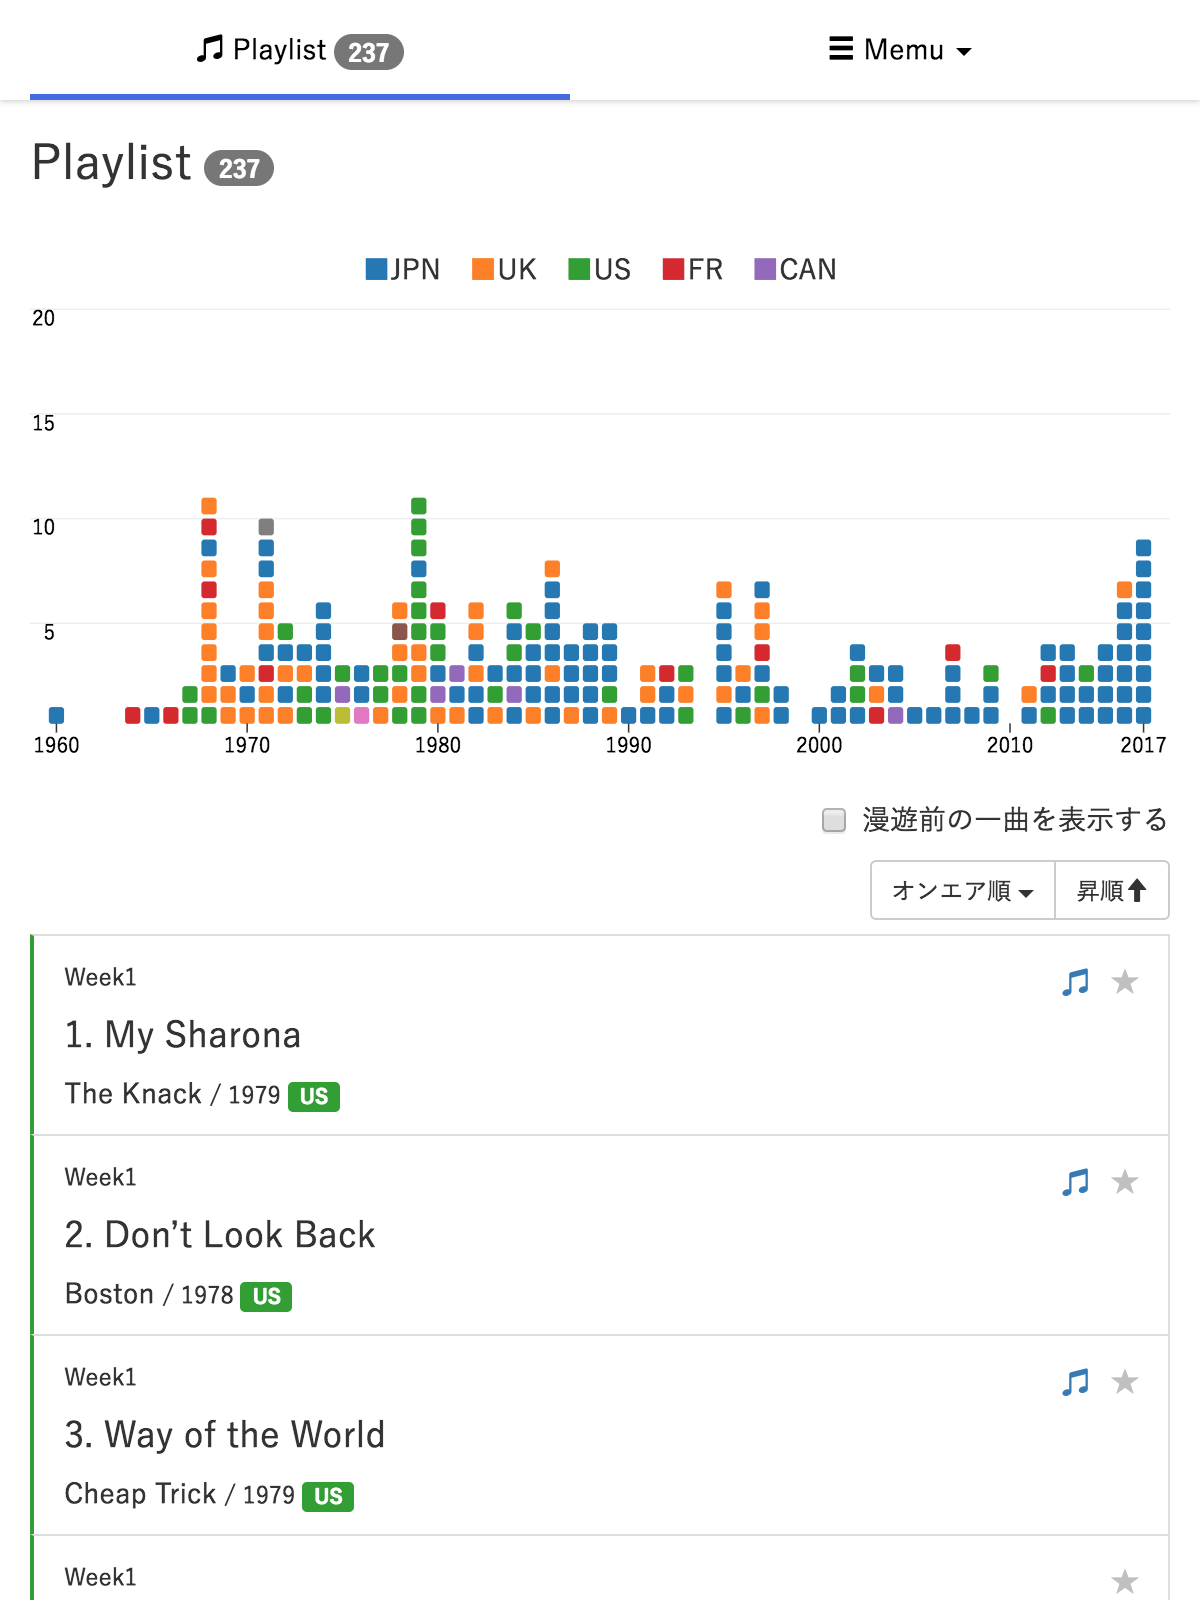 Playlist 237
Memu
Playlist 237
JPN UK US FR CAN
20
15
10
5
1960 1970 1980 1990 2000 2010 2017
漫遊前の一曲を表示する
オンエア順 昇順
Week1
1. My Sharona
The Knack / 1979 US
Week1
2. Don’t Look Back
Boston / 1978 US
Week1
3. Way of the World
Cheap Trick / 1979 US
Week1